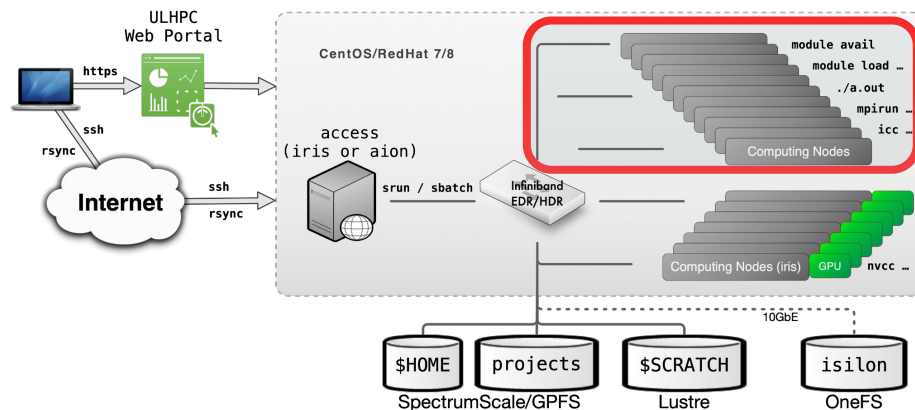 ULHPC
Web Portal
https
ssh
rsync
Internet
ssh
rsync
CentOS/RedHat 7/8
access
(iris or aion)
srun / sbatch
Infiniband
EDR/HDR
module avail
module load …
./a.out
mpirun …
icc …
Computing Nodes
Computing Nodes (iris)
GPU
nvcc …
10GbE
$HOME
projects
$SCRATCH
isilon
SpectrumScale/GPFS
Lustre
OneFS